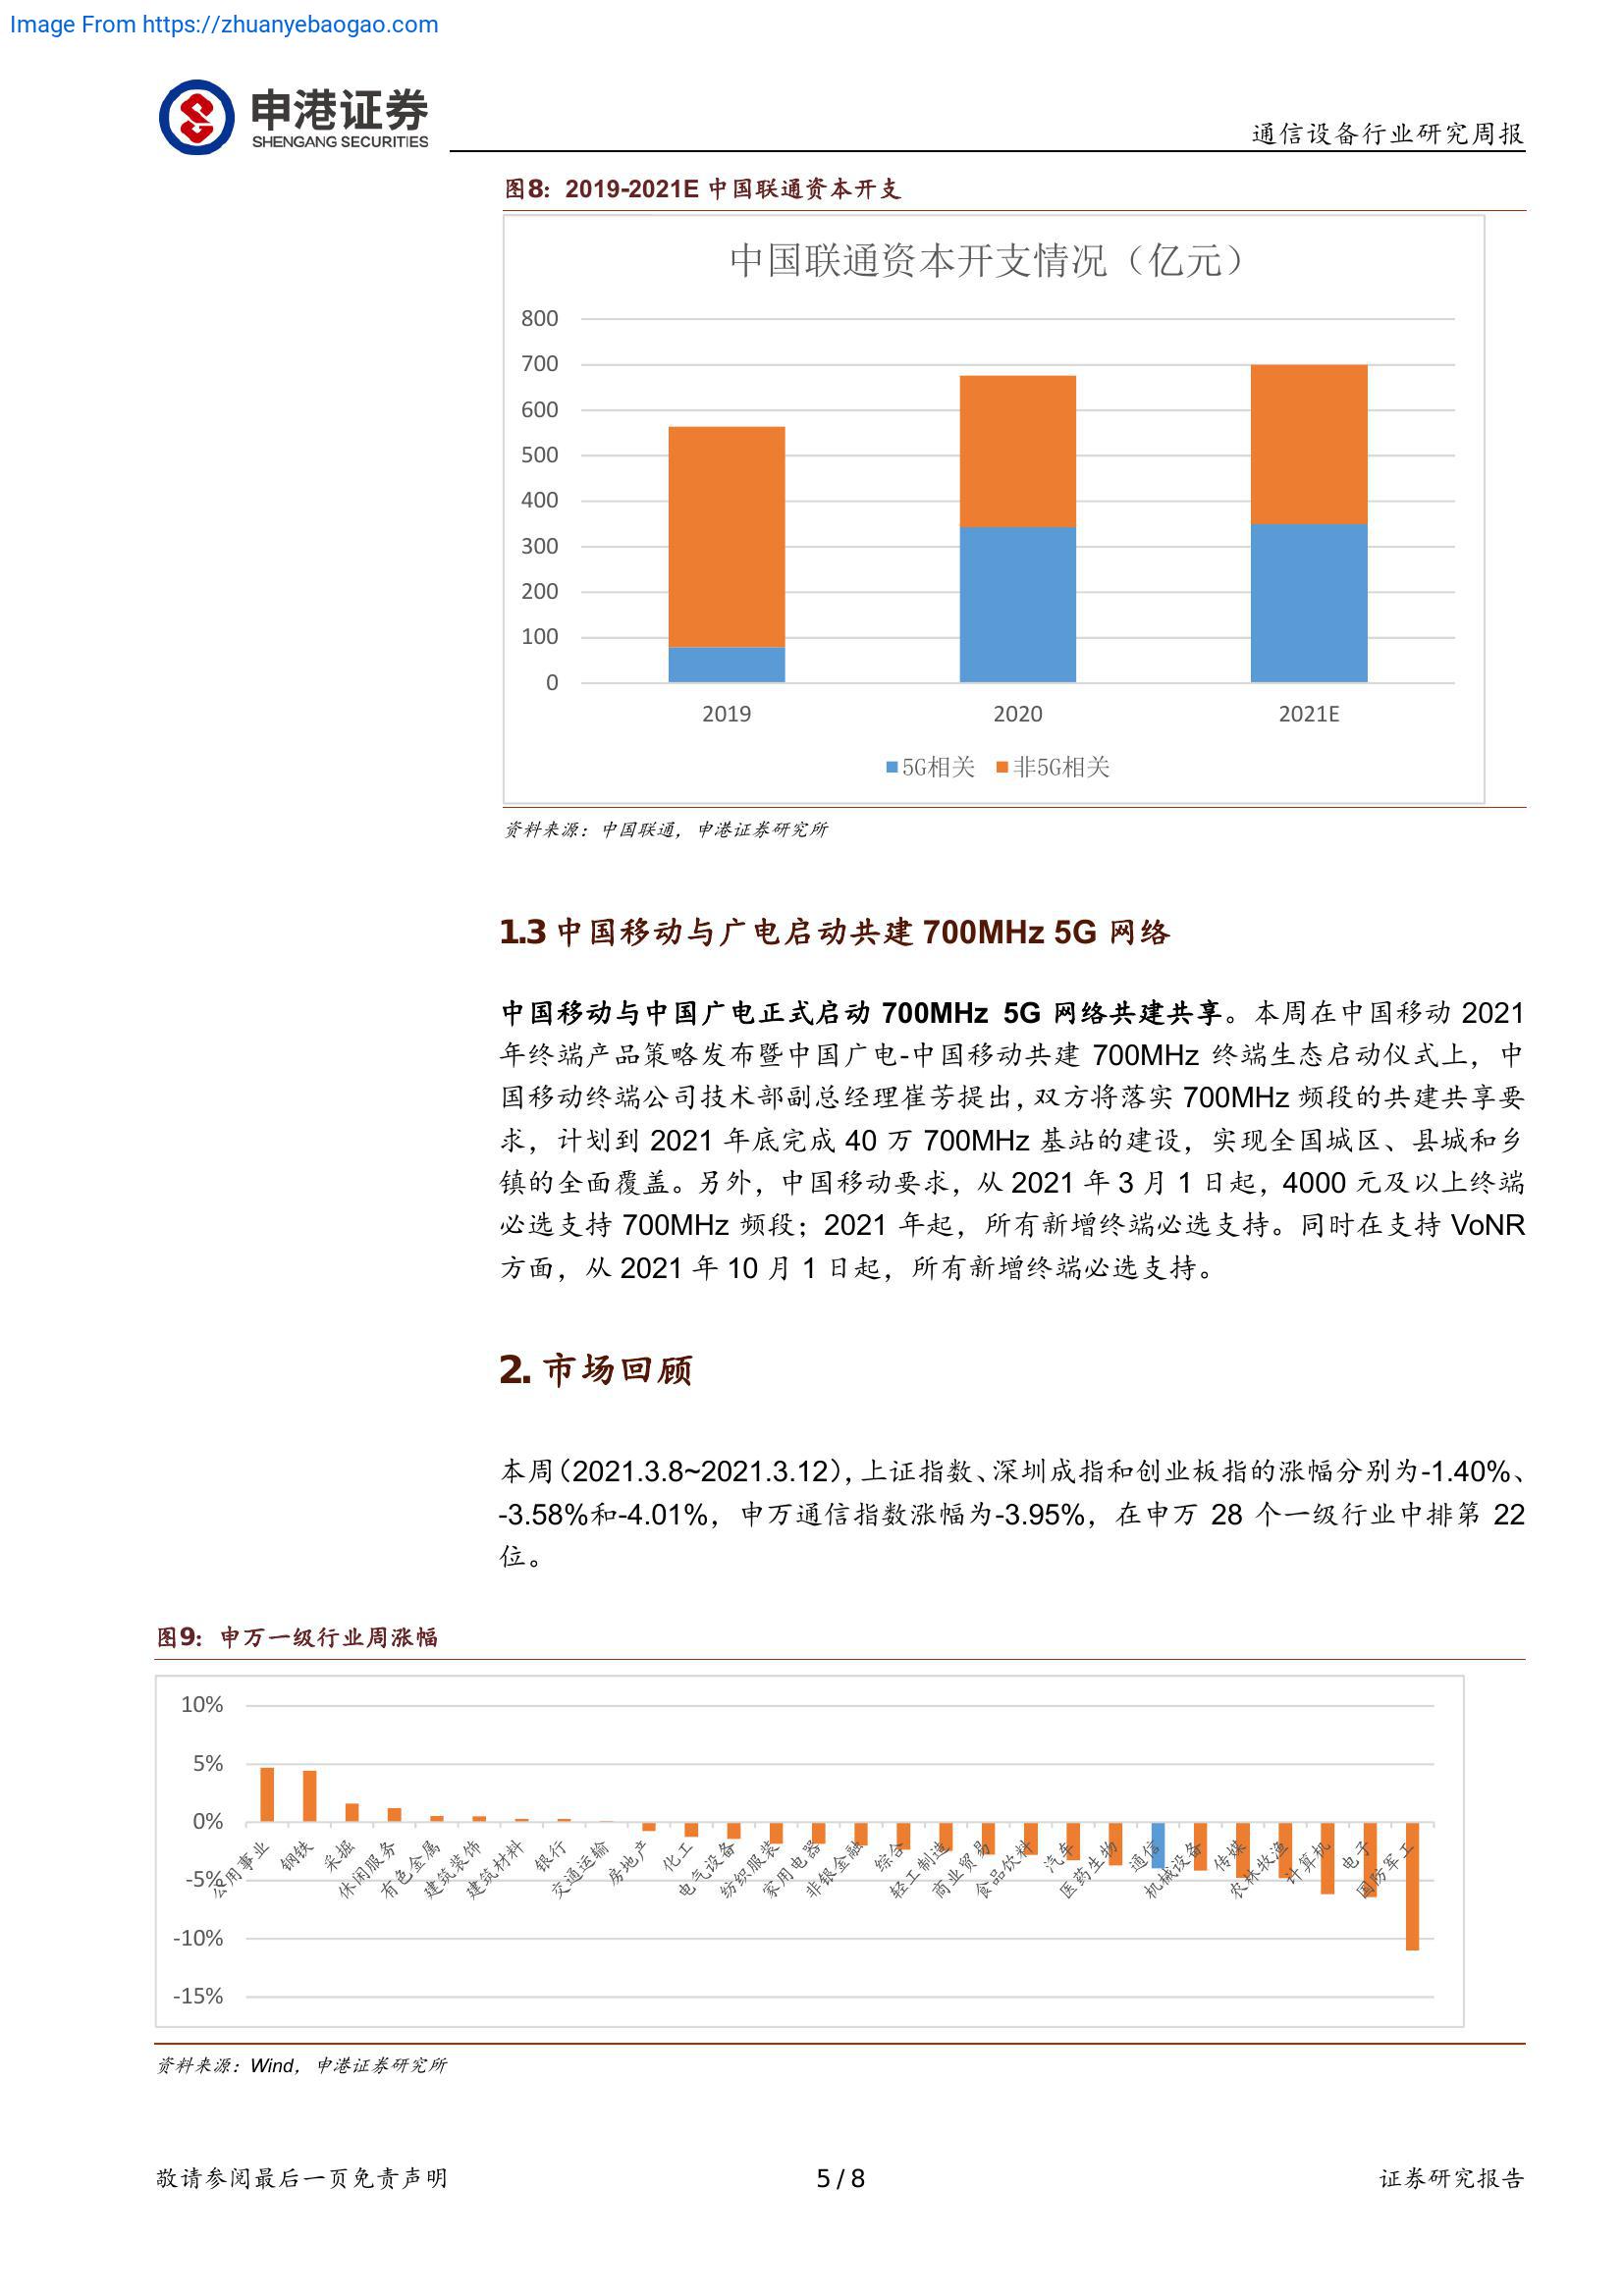 Image From https://zhuanyebaogao.com
申港证券
SHENGANG SECURITIES
通信设备行业研究周报
图8：2019-2021E 中国联通资本开支
中国联通资本开支情况（亿元）
800
700
600
500
400
300
200
100
0
2019 2020 2021E
5G相关 非5G相关
资料来源：中国联通，申港证券研究所
1.3 中国移动与广电启动共建 700MHz 5G 网络
中国移动与中国广电正式启动 700MHz 5G 网络共建共享。本周在中国移动 2021
年终端产品策略发布暨中国广电-中国移动共建 700MHz 终端生态启动仪式上，中
国移动终端公司技术部副总经理崔芳提出，双方将落实 700MHz 频段的共建共享要
求，计划到 2021 年底完成 40 万 700MHz 基站的建设，实现全国城区、县城和乡
镇的全面覆盖。另外，中国移动要求，从 2021 年 3 月 1 日起，4000 元及以上终端
必选支持 700MHz 频段；2021 年起，所有新增终端必选支持。同时在支持 VoNR
方面，从 2021 年 10 月 1 日起，所有新增终端必选支持。
2. 市场回顾
本周（2021.3.8~2021.3.12），上证指数、深圳成指和创业板指的涨幅分别为-1.40%、
-3.58%和-4.01%，申万通信指数涨幅为-3.95%，在申万 28 个一级行业中排第 22
位。
图9：申万一级行业周涨幅
10%
5%
0%
-5%
-10%
-15%
公用事业 钢铁 采掘 休闲服务 有色金属 建筑装饰 建筑材料 银行 交通运输 房地产 化工 电气设备 纺织服装 家用电器 非银金融 综合 轻工制造 商业贸易 食品饮料 汽车 医药生物 通信 机械设备 传媒 农林牧渔 计算机 电子 国防军工
资料来源：Wind，申港证券研究所
敬请参阅最后一页免责声明
5 / 8
证券研究报告